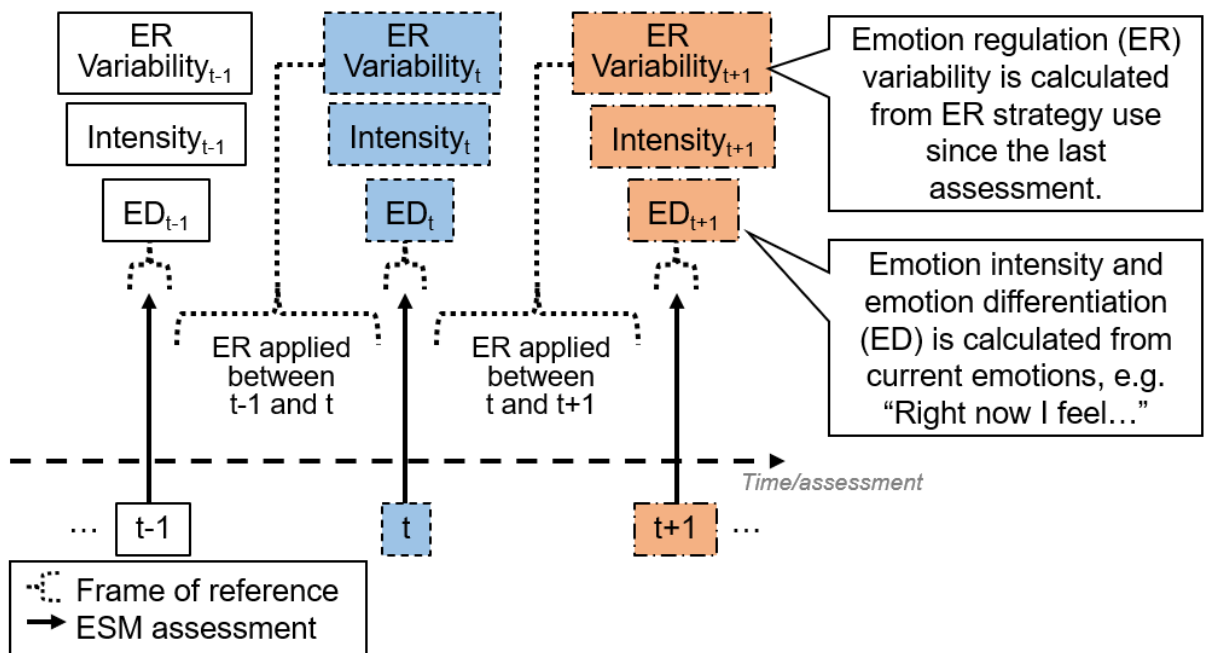 ER
Variability_{t-1}
Intensity_{t-1}
ED_{t-1}
ER
Variability_t
Intensity_t
ED_t
ER
Variability_{t+1}
Intensity_{t+1}
ED_{t+1}
Emotion regulation (ER)
variability is calculated
from ER strategy use
since the last
assessment.
Emotion intensity and
emotion differentiation
(ED) is calculated from
current emotions, e.g.
“Right now I feel…”
ER applied
between
t-1 and t
ER applied
between
t and t+1
Time/assessment
… t-1
t
t+1 …
Frame of reference
ESM assessment